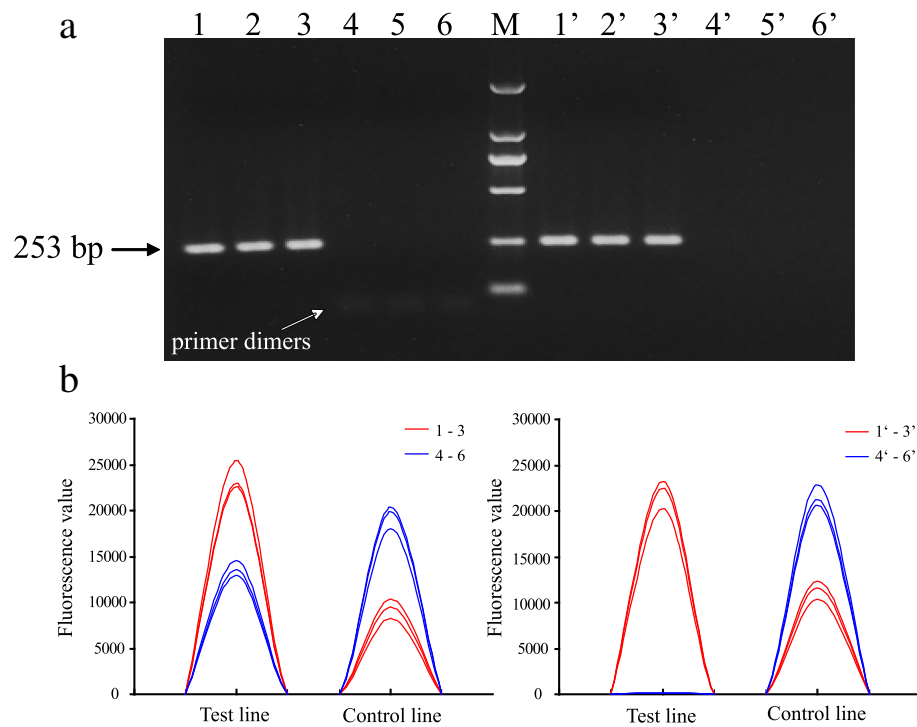 a
1 2 3 4 5 6 M 1’ 2’ 3’ 4’ 5’ 6’
253 bp
primer dimers
b
30000
25000
20000
15000
10000
5000
0
Fluorescence value
1 - 3
4 - 6
Test line
Control line
30000
25000
20000
15000
10000
5000
0
Fluorescence value
1‘ - 3’
4‘ - 6’
Test line
Control line